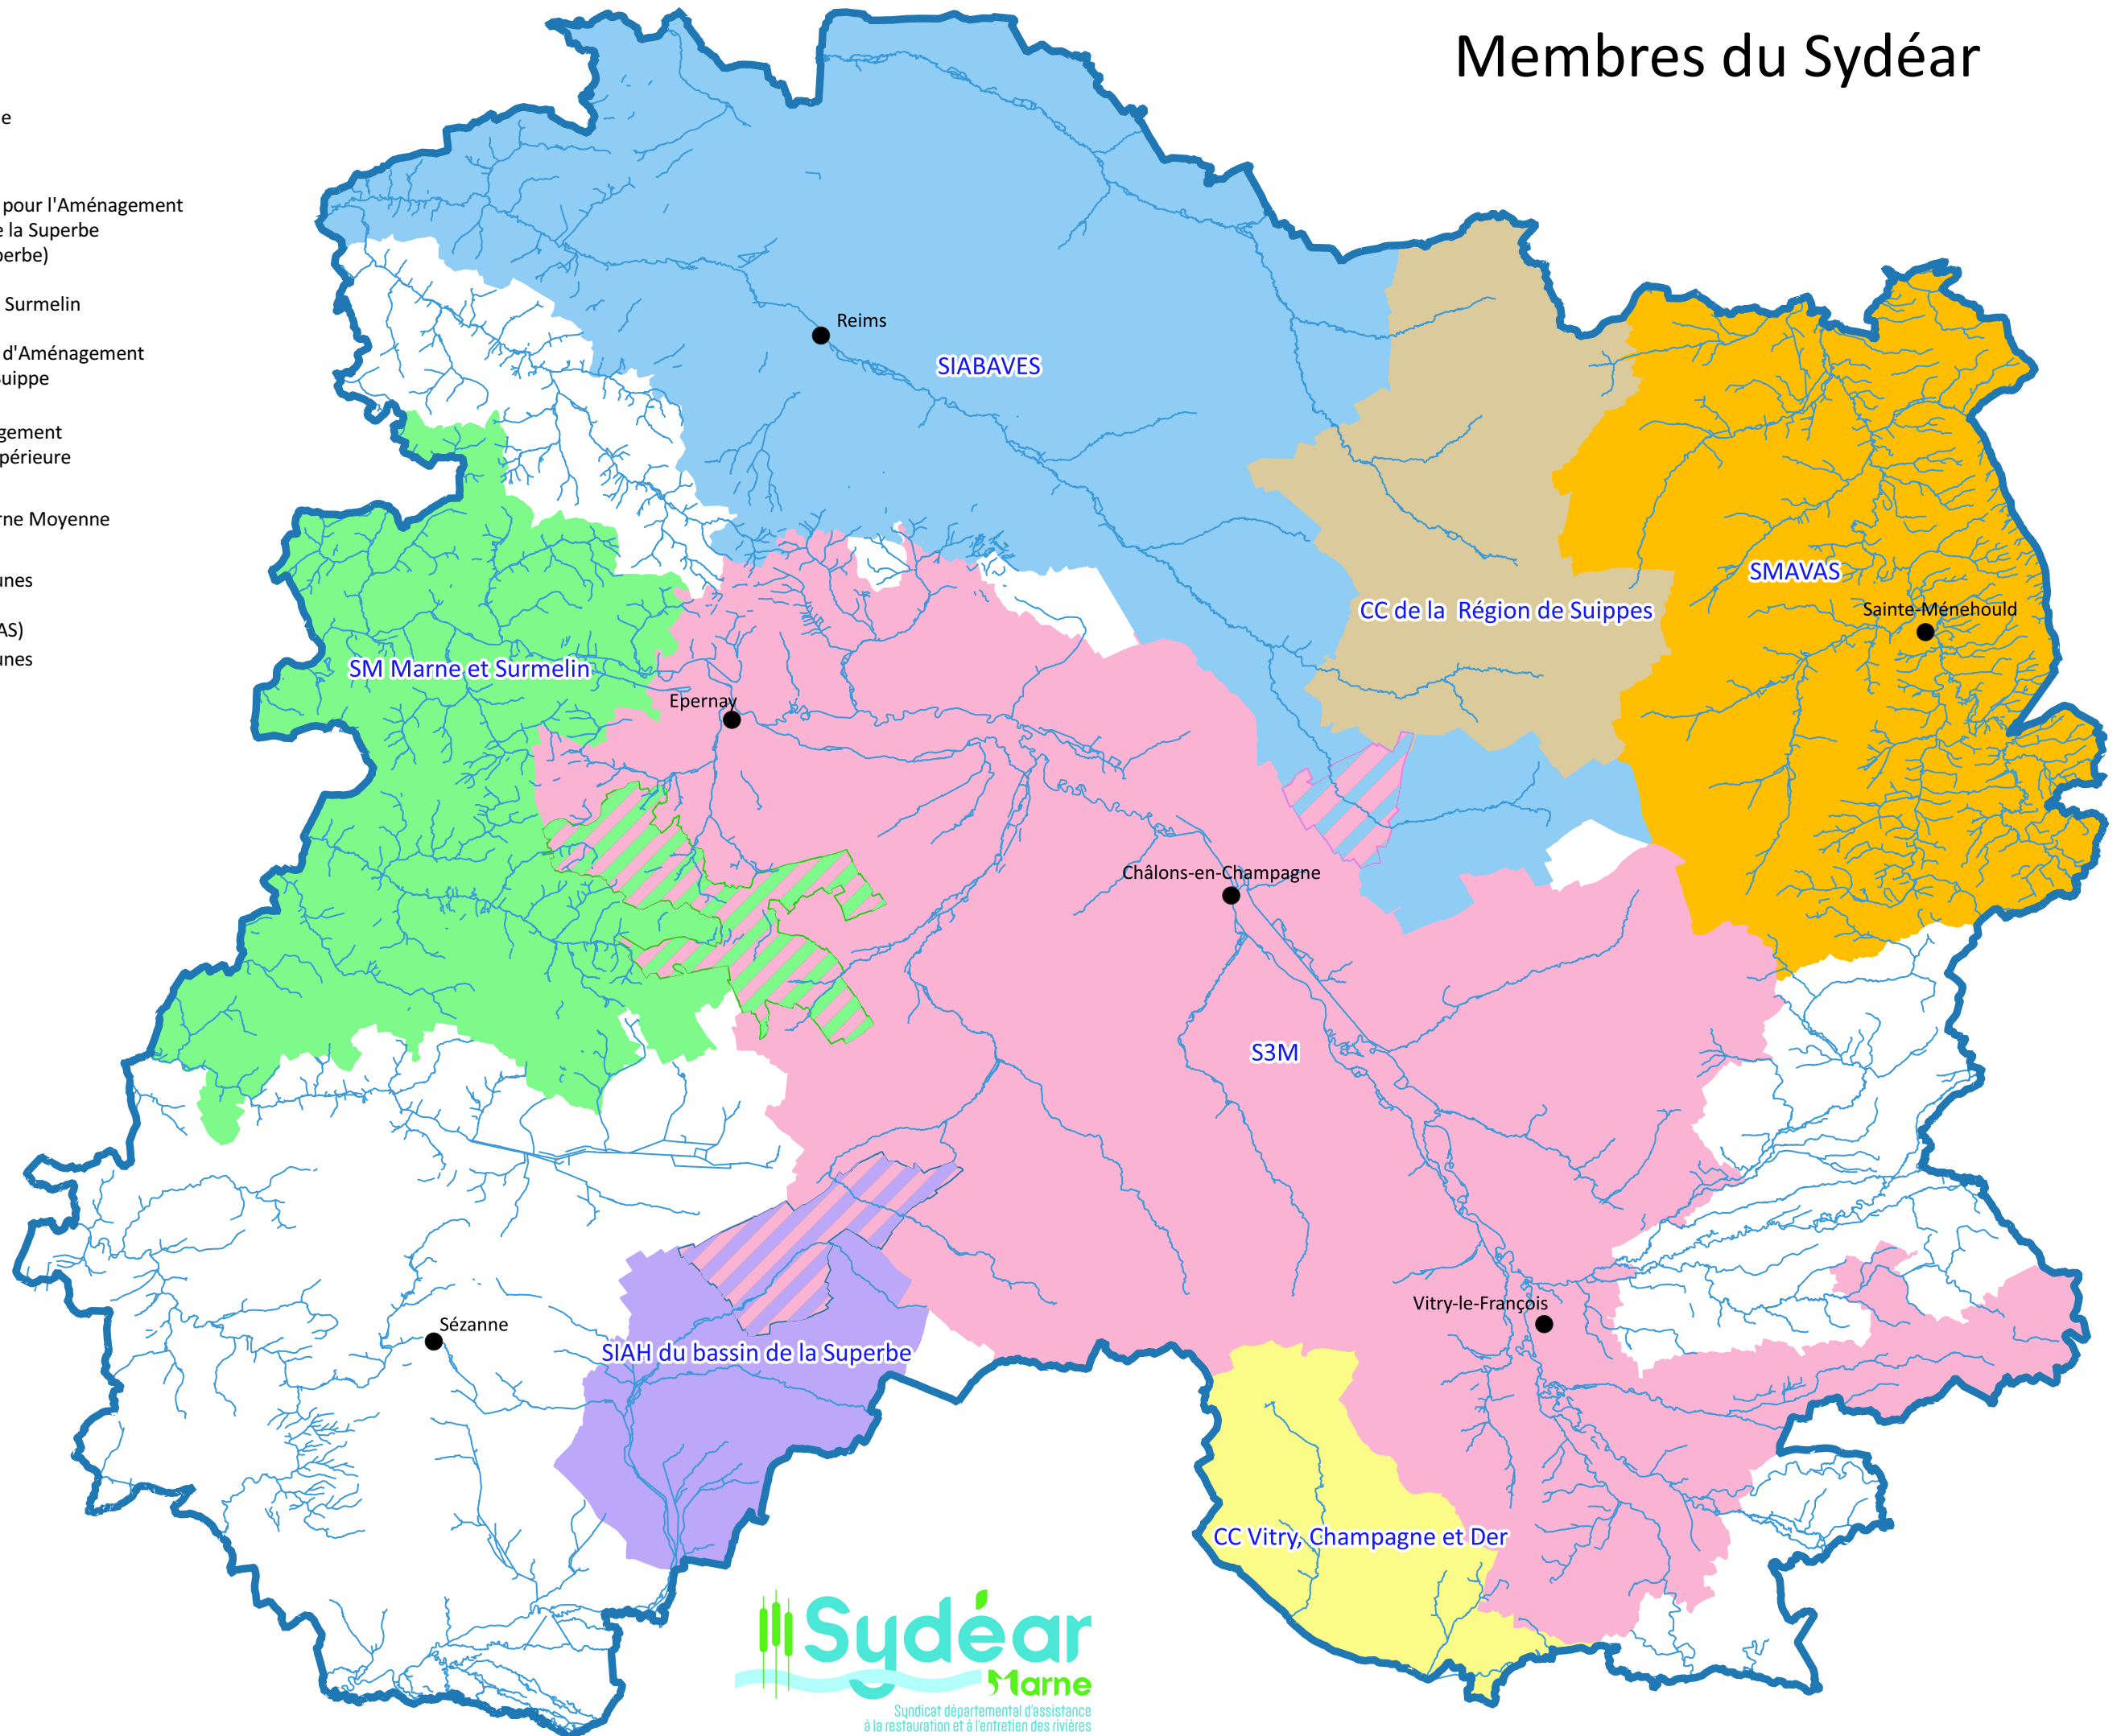 Membres du Sydéar
e
pour l'Aménagement
e la Superbe
perbe)
Surmelin
d'Aménagement
Suippe
gement
périeure
rne Moyenne
unes
AS)
unes
Reims
SIABAVES
SMAVAS
Sainte-Ménehould
CC de la Région de Suippes
SM Marne et Surmelin
Epernay
Châlons-en-Champagne
S3M
Vitry-le-François
Sézanne
SIAH du bassin de la Superbe
CC Vitry, Champagne et Der
Sydéar
Marne
Syndicat départemental d'assistance
à la restauration et à l'entretien des rivières